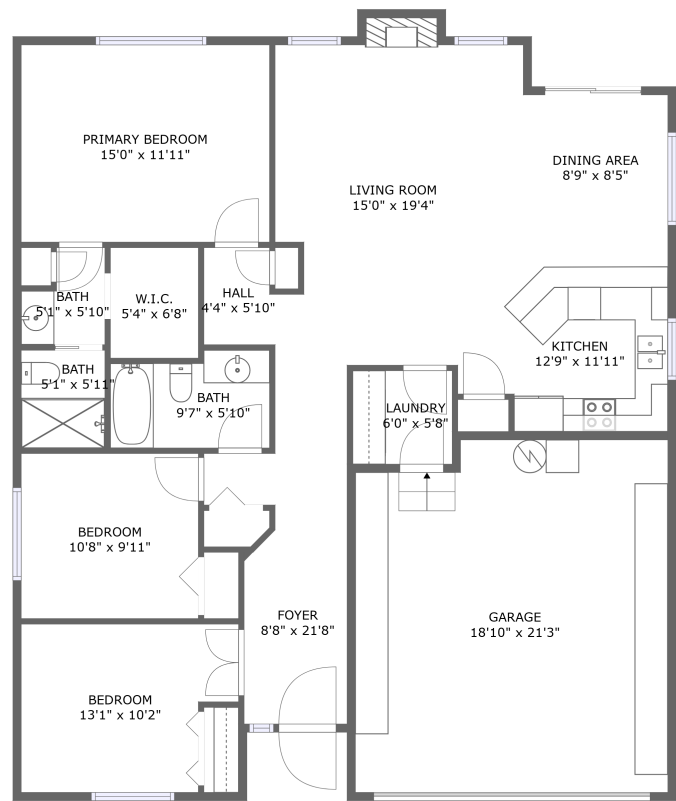 PRIMARY BEDROOM
15'0" x 11'11"
DINING AREA
8'9" x 8'5"
LIVING ROOM
15'0" x 19'4"
BATH
5'1" x 5'10"
W.I.C.
5'4" x 6'8"
HALL
4'4" x 5'10"
KITCHEN
12'9" x 11'11"
BATH
5'1" x 5'11"
BATH
9'7" x 5'10"
LAUNDRY
6'0" x 5'8"
BEDROOM
10'8" x 9'11"
FOYER
8'8" x 21'8"
GARAGE
18'10" x 21'3"
BEDROOM
13'1" x 10'2"